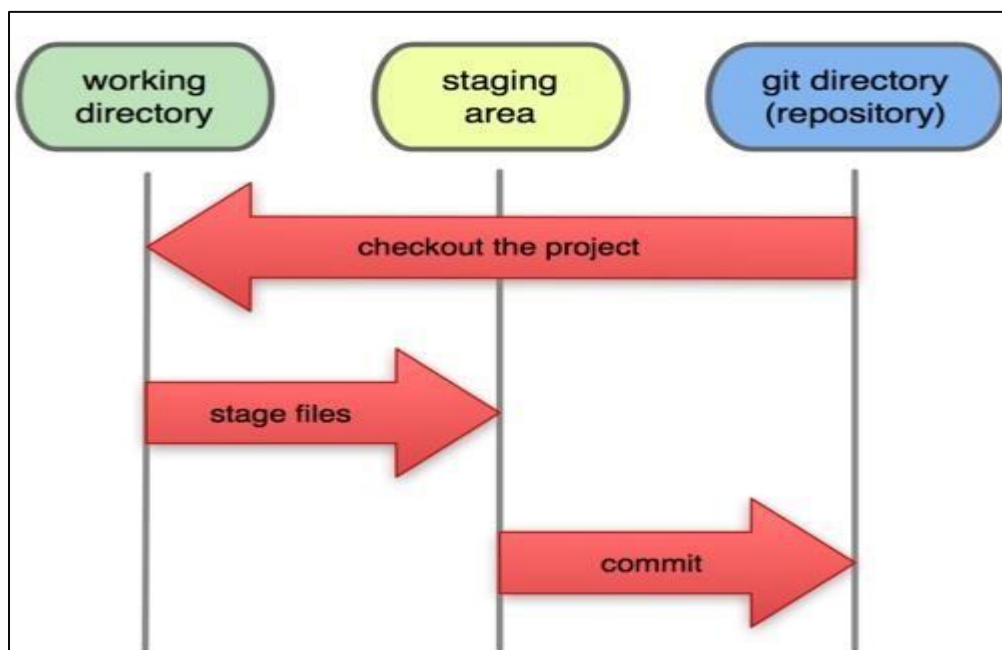 working
directory
staging
area
git directory
(repository)
checkout the project
stage files
commit